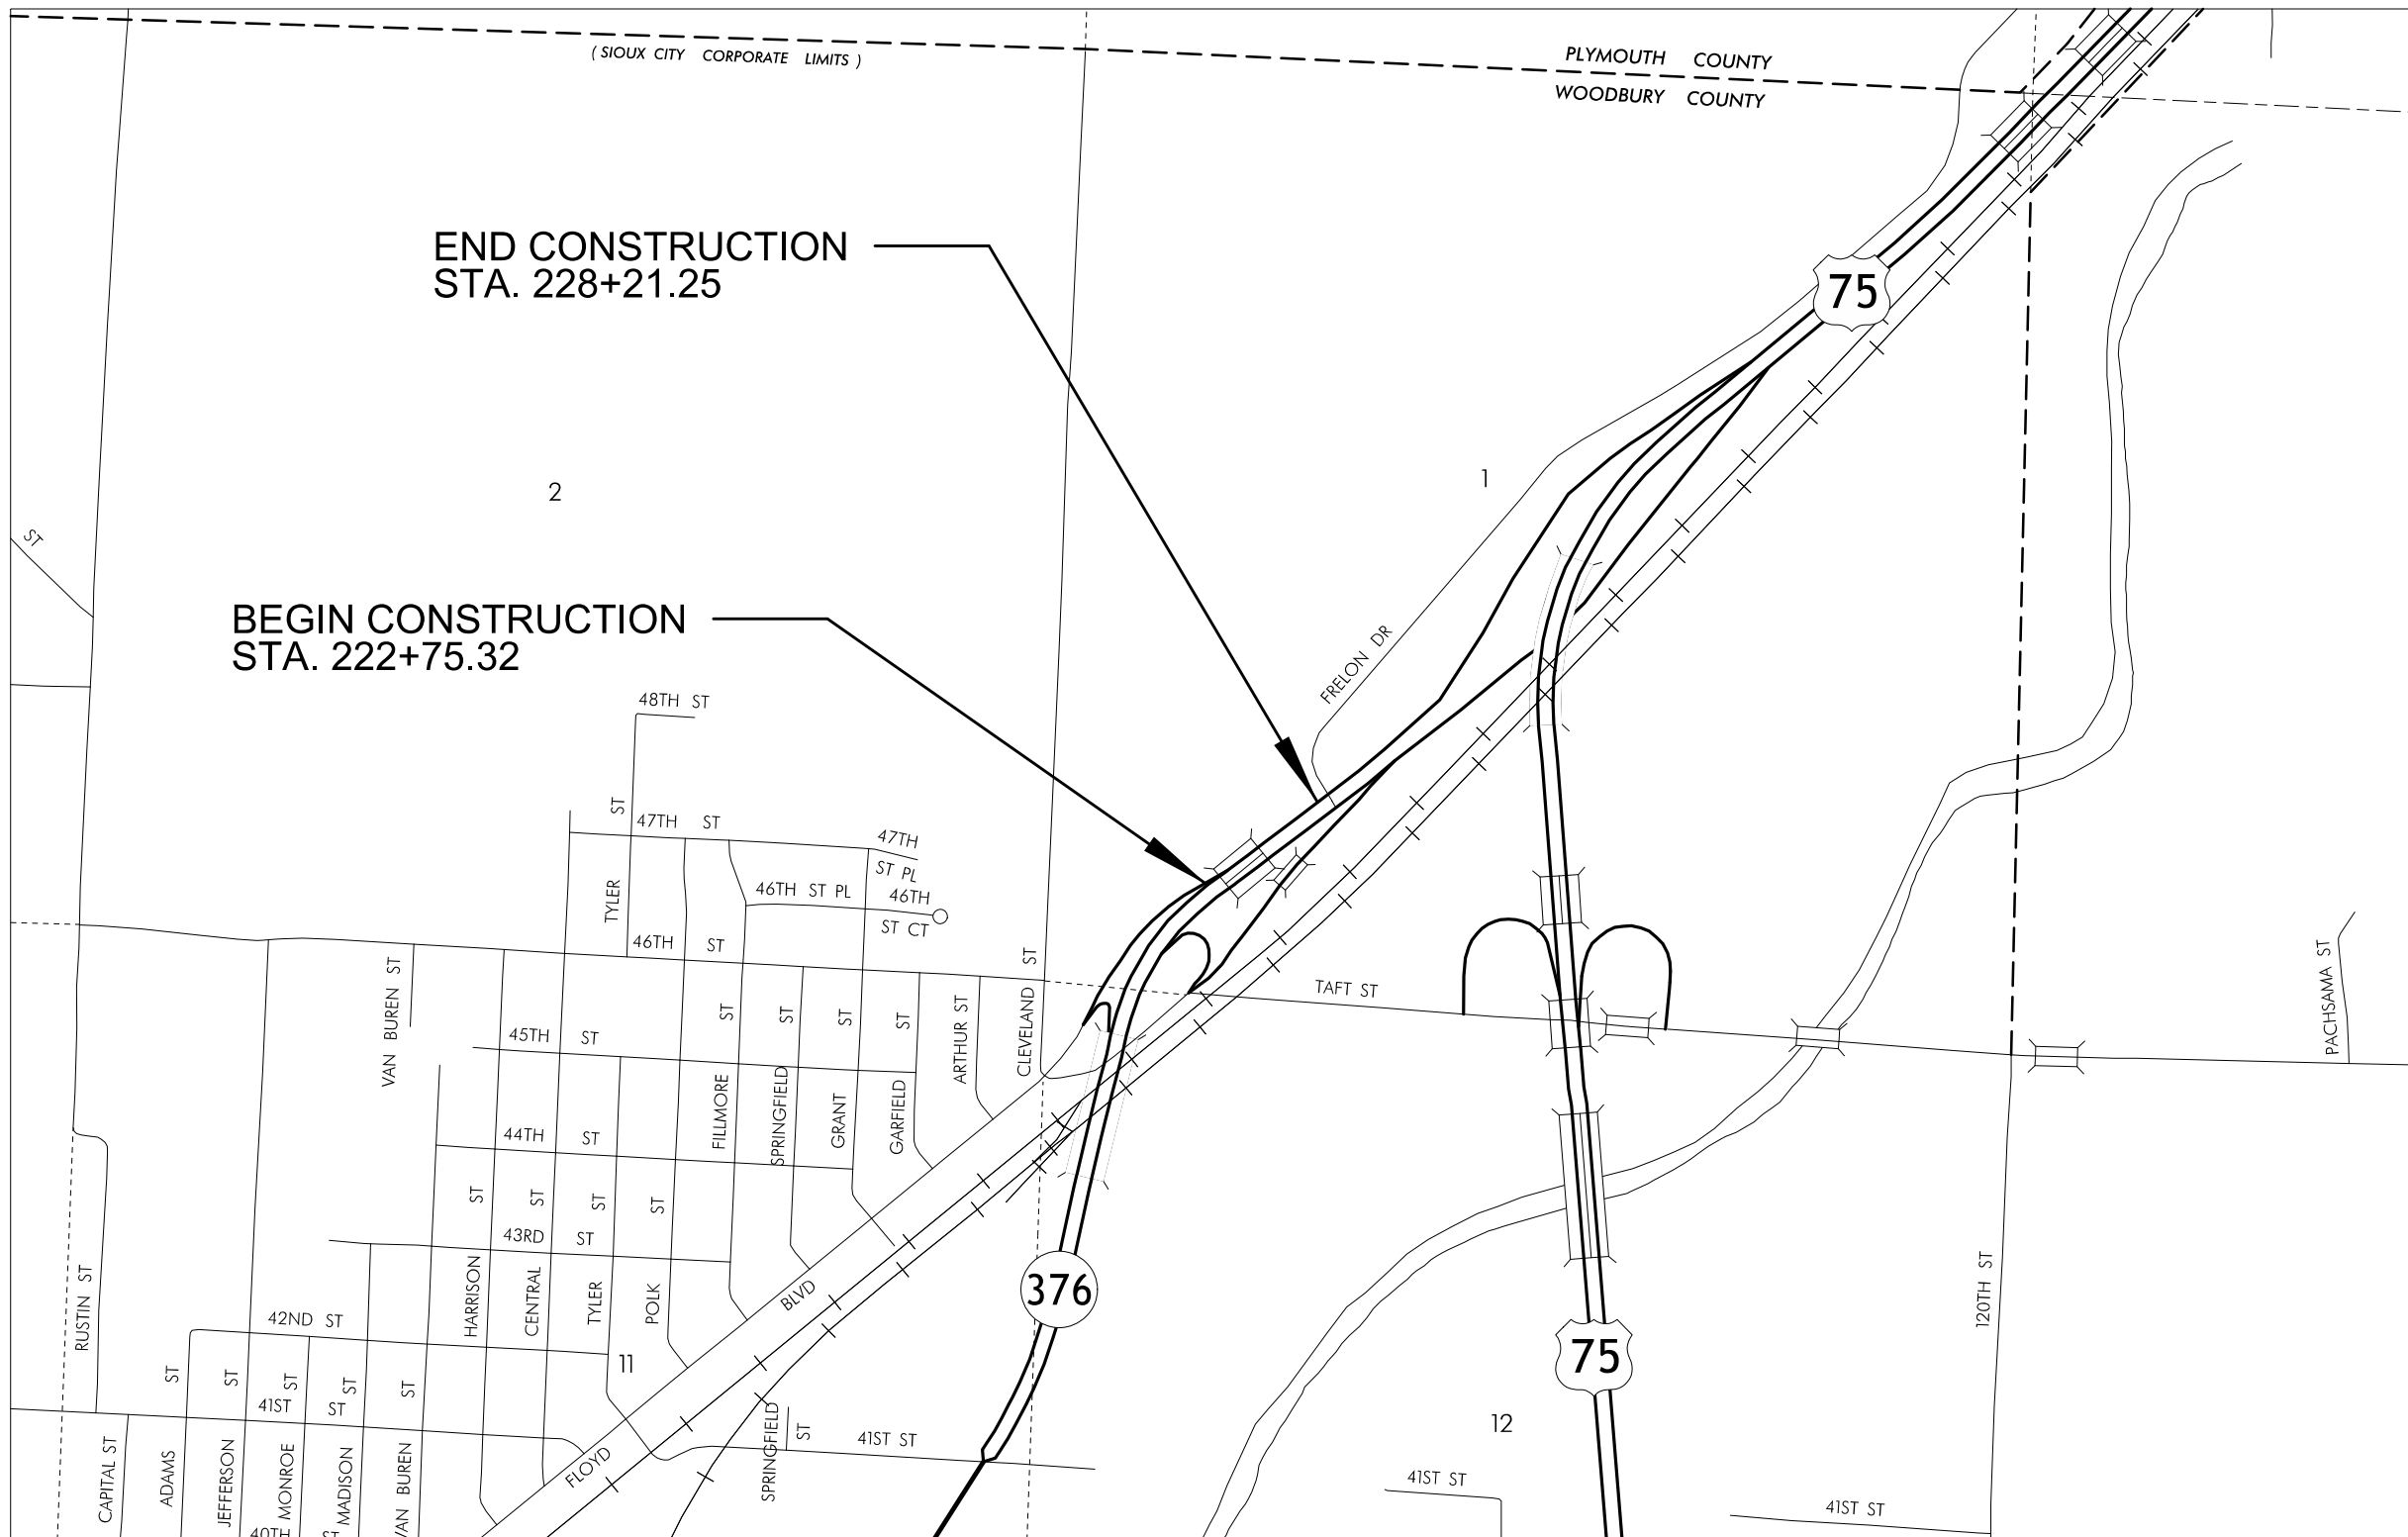 ( SIOUX CITY CORPORATE LIMITS )
PLYMOUTH COUNTY
WOODBURY COUNTY
END CONSTRUCTION
STA. 228+21.25
75
2
1
ST
BEGIN CONSTRUCTION
STA. 222+75.32
FRELON DR
48TH ST
ST
47TH ST
47TH
ST PL
TYLER
46TH ST PL
46TH
ST CT
46TH ST
VAN BUREN ST
CLEVELAND ST
TAFT ST
PACHSAMA ST
ARTHUR ST
45TH ST
ST
ST
ST
ST
FILLMORE
SPRINGFIELD
GRANT
GARFIELD
44TH ST
ST
ST
ST
ST
43RD ST
HARRISON
CENTRAL
TYLER
POLK
BLVD
376
RUSTIN ST
42ND ST
120TH ST
75
11
ST
ST
ST
ST
ST
41ST ST
12
CAPITAL ST
ADAMS
JEFFERSON
MONROE
MADISON
VAN BUREN
FLOYD
SPRINGFIELD ST
41ST ST
41ST ST
41ST ST
40TH ST